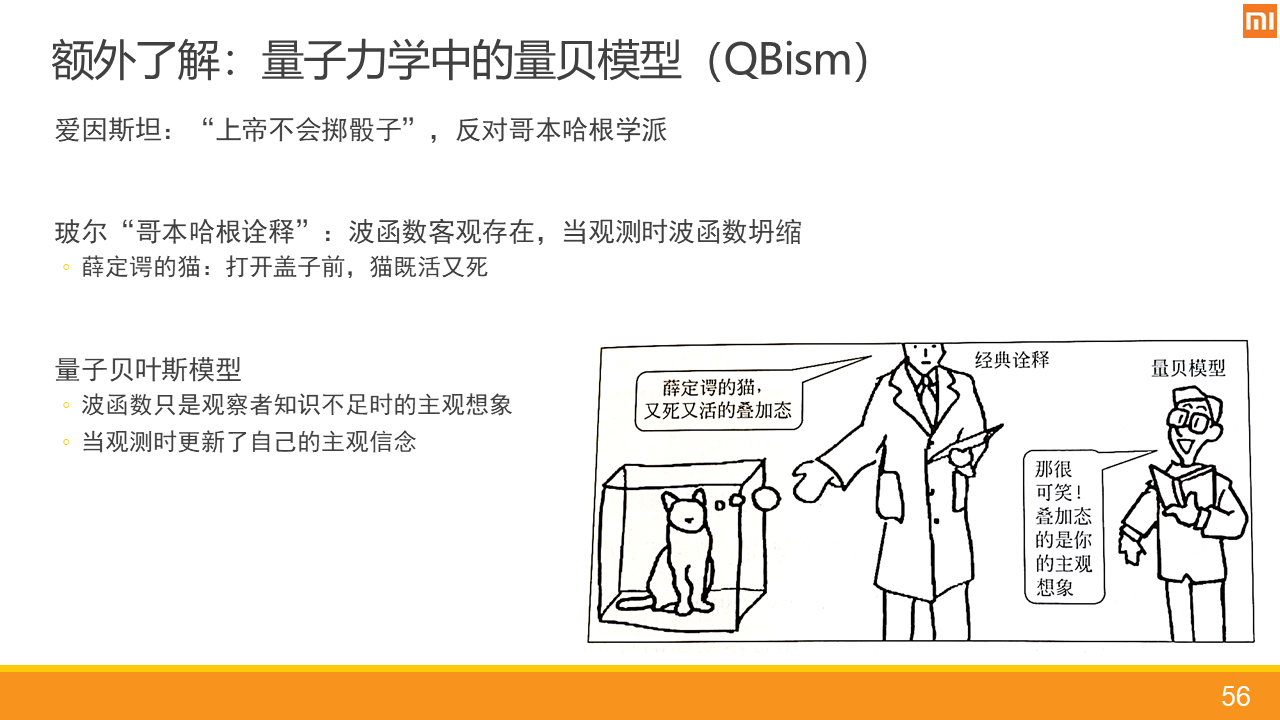 额外了解：量子力学中的量贝模型（QBism）
爱因斯坦：“上帝不会掷骰子”，反对哥本哈根学派
玻尔“哥本哈根诠释”：波函数客观存在，当观测时波函数坍缩
薛定谔的猫：打开盖子前，猫既活又死
量子贝叶斯模型
波函数只是观察者知识不足时的主观想象
当观测时更新了自己的主观信念
薛定谔的猫，
又死又活的叠加态
经典诠释
量贝模型
那很
可笑！
叠加态
的是你
的主观
想象
56